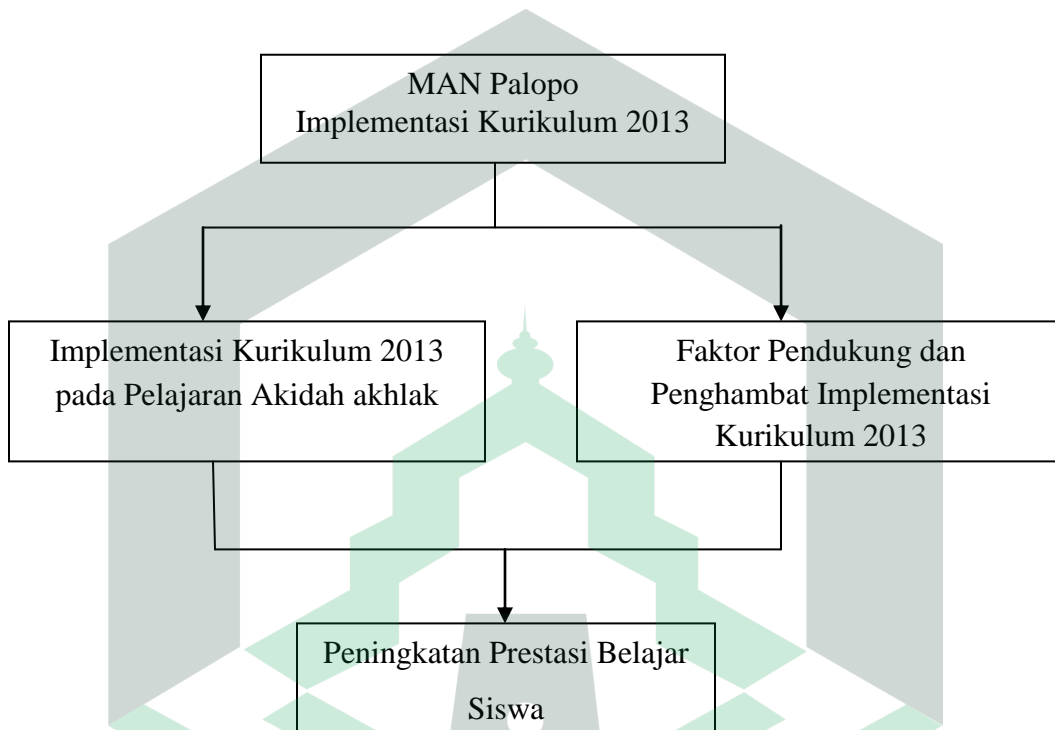 MAN Palopo
Implementasi Kurikulum 2013
Implementasi Kurikulum 2013
pada Pelajaran Akidah akhlak
Faktor Pendukung dan
Penghambat Implementasi
Kurikulum 2013
Peningkatan Prestasi Belajar
Siswa